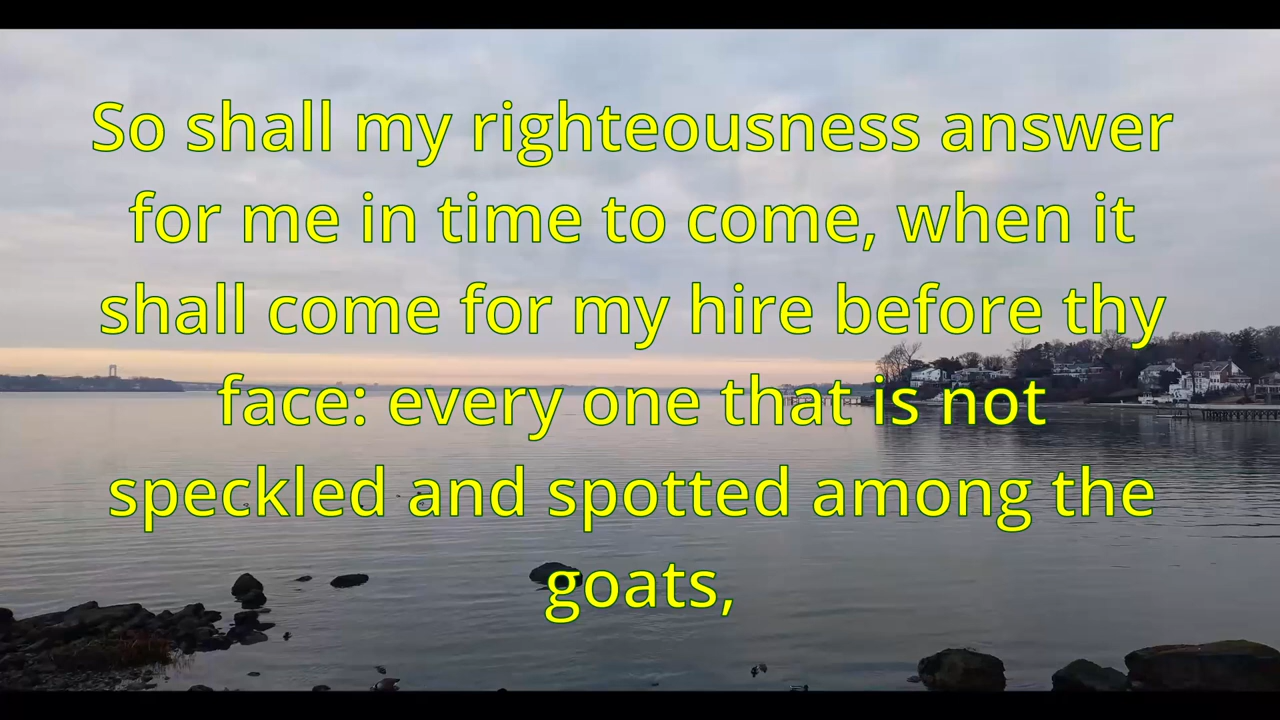 So shall my righteousness answer
for me in time to come, when it
shall come for my hire before thy
face: every one that is not
speckled and spotted among the
goats,